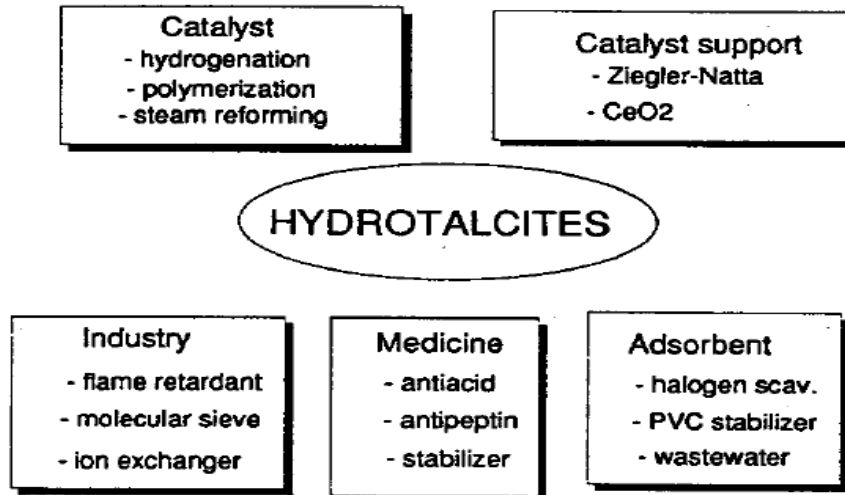 Catalyst
- hydrogenation
- polymerization
- steam reforming
Catalyst support
- Ziegler-Natta
- CeO2
HYDROTALCITES
Industry
- flame retardant
- molecular sieve
- ion exchanger
Medicine
- antiacid
- antipeptin
- stabilizer
Adsorbent
- halogen scav.
- PVC stabilizer
- wastewater